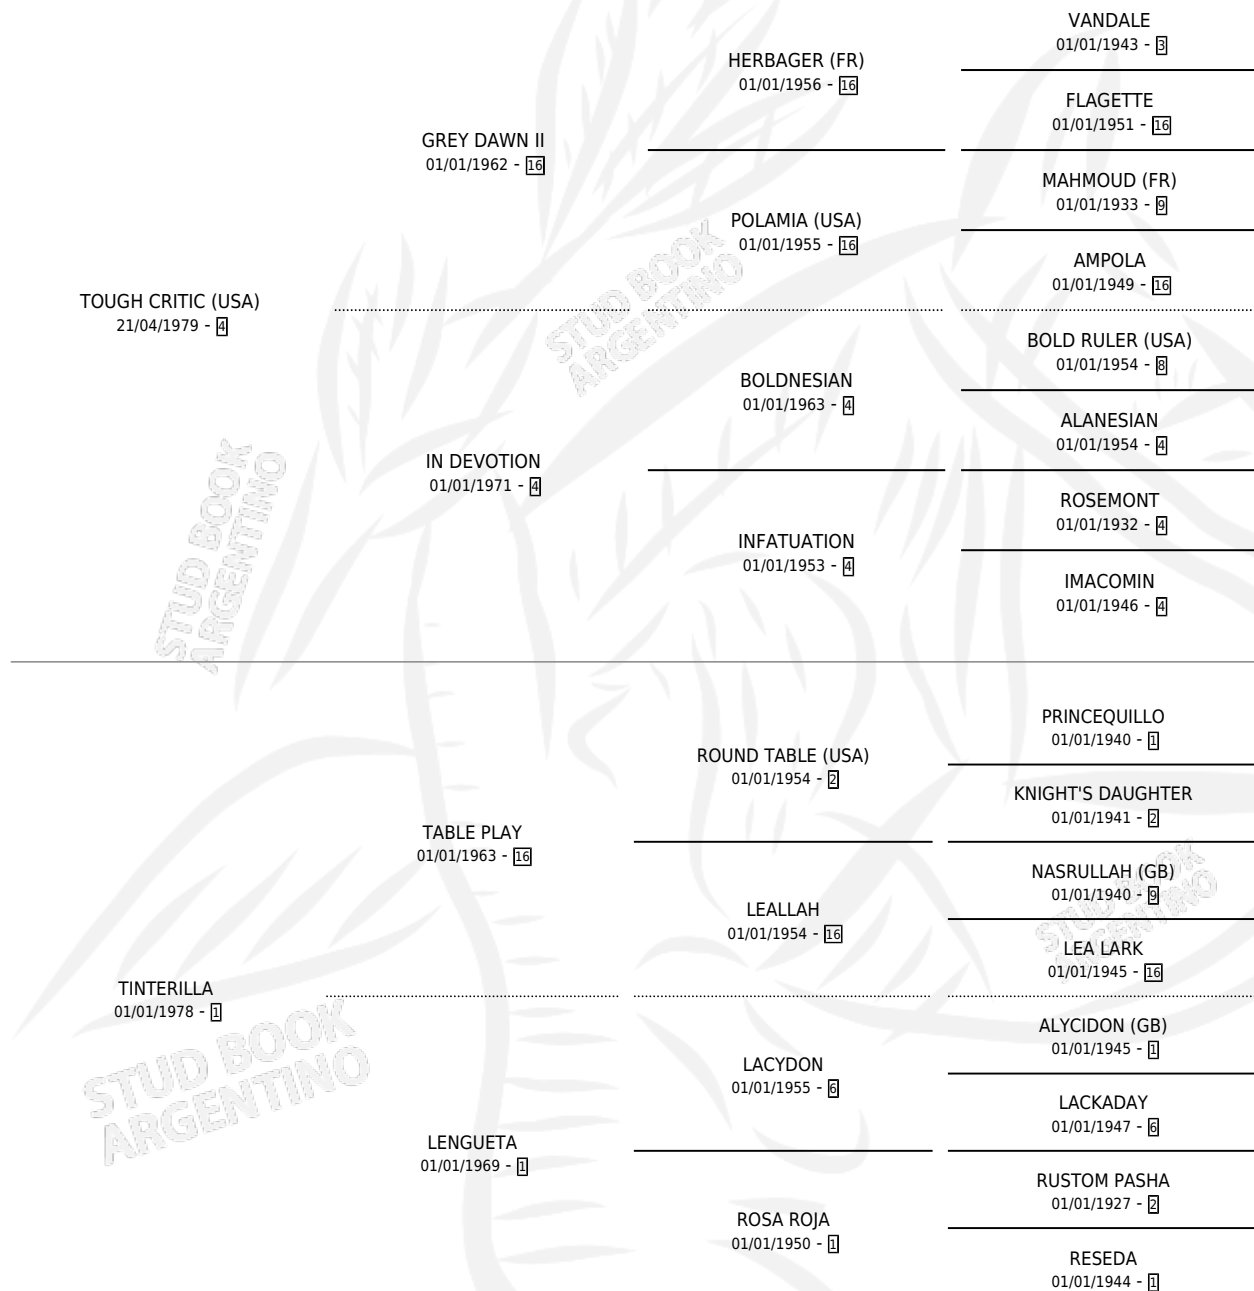 VANDALE
01/01/1943 - 3
HERBAGER (FR)
01/01/1956 - 16
FLAGETTE
01/01/1951 - 16
GREY DAWN II
01/01/1962 - 16
MAHMOUD (FR)
01/01/1933 - 9
POLAMIA (USA)
01/01/1955 - 16
AMPOLA
01/01/1949 - 16
TOUGH CRITIC (USA)
21/04/1979 - 4
BOLD RULER (USA)
01/01/1954 - 8
BOLDNESIAN
01/01/1963 - 4
ALANESIAN
01/01/1954 - 4
IN DEVOTION
01/01/1971 - 4
ROSEMONT
01/01/1932 - 4
INFATUATION
01/01/1953 - 4
IMACOMIN
01/01/1946 - 4
STUD BOOK
ARGENTINO
STUD BOOK
ARGENTINO
PRINCEQUILLO
01/01/1940 - 1
ROUND TABLE (USA)
01/01/1954 - 2
KNIGHT'S DAUGHTER
01/01/1941 - 2
TABLE PLAY
01/01/1963 - 16
NASRULLAH (GB)
01/01/1940 - 9
LEALLAH
01/01/1954 - 16
LEA LARK
01/01/1945 - 16
STUD BOOK
ARGENTINO
TINTERILLA
01/01/1978 - 1
ALYCIDON (GB)
01/01/1945 - 1
LACYDON
01/01/1955 - 6
LACKADAY
01/01/1947 - 6
STUD BOOK
ARGENTINO
LENGUETA
01/01/1969 - 1
RUSTOM PASHA
01/01/1927 - 2
ROSA ROJA
01/01/1950 - 1
RESEDA
01/01/1944 - 1